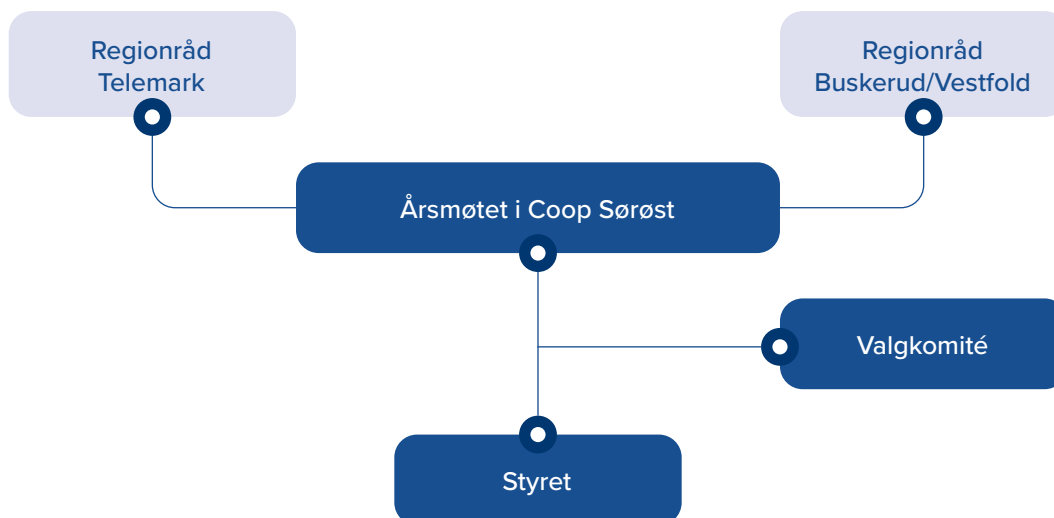 Regionråd
Telemark
Regionråd
Buskerud/Vestfold
Årsmøtet i Coop Sørøst
Valgkomité
Styret